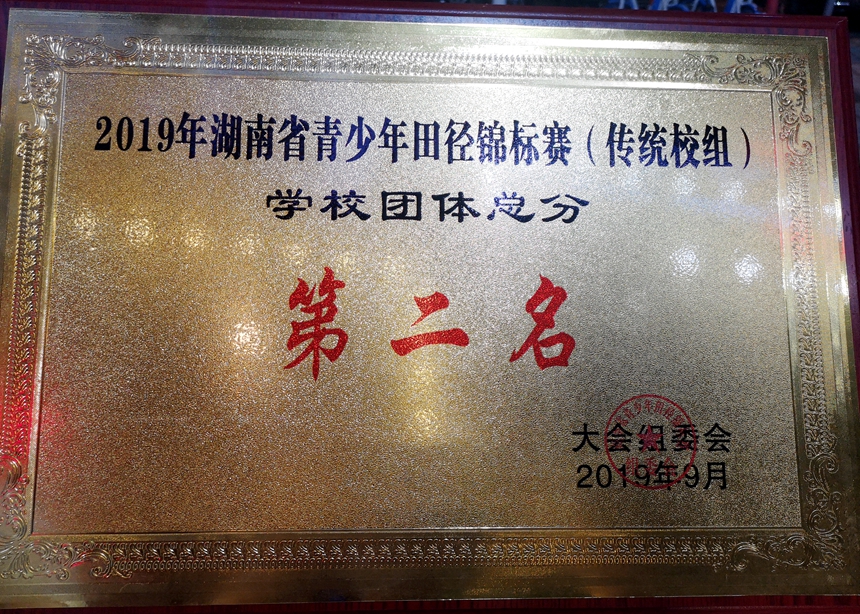 2019年湖南省青少年田径锦标赛（传统校组）
学校团体总分
第二名
大会组委会
2019年9月